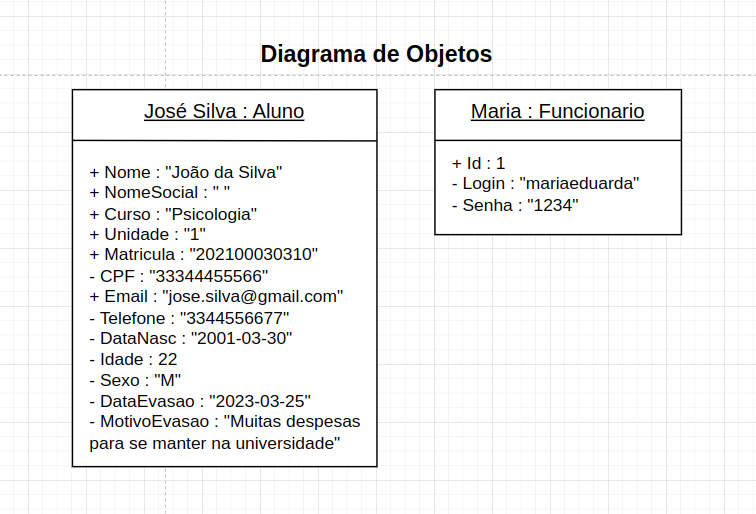 Diagrama de Objetos
José Silva : Aluno
+ Nome : "João da Silva"
+ NomeSocial : " "
+ Curso : "Psicologia"
+ Unidade : "1"
+ Matricula : "202100030310"
- CPF : "33344455566"
+ Email : "jose.silva@gmail.com"
- Telefone : "3344556677"
- DataNasc : "2001-03-30"
- Idade : 22
- Sexo : "M"
- DataEvasao : "2023-03-25"
- MotivoEvasao : "Muitas despesas
para se manter na universidade"
Maria : Funcionario
+ Id : 1
- Login : "mariaeduarda"
- Senha : "1234"